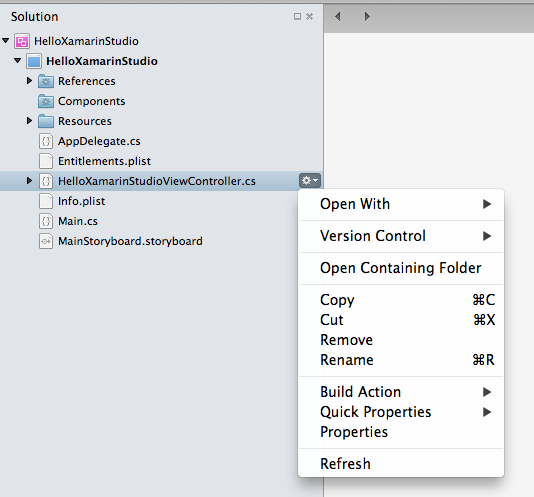 Solution
HelloXamarinStudio
HelloXamarinStudio
References
Components
Resources
AppDelegate.cs
Entitlements.plist
HelloXamarinStudioViewController.cs
Info.plist
Main.cs
MainStoryboard.storyboard
Open With
Version Control
Open Containing Folder
Copy ⌘C
Cut ⌘X
Remove
Rename ⌘R
Build Action
Quick Properties
Properties
Refresh